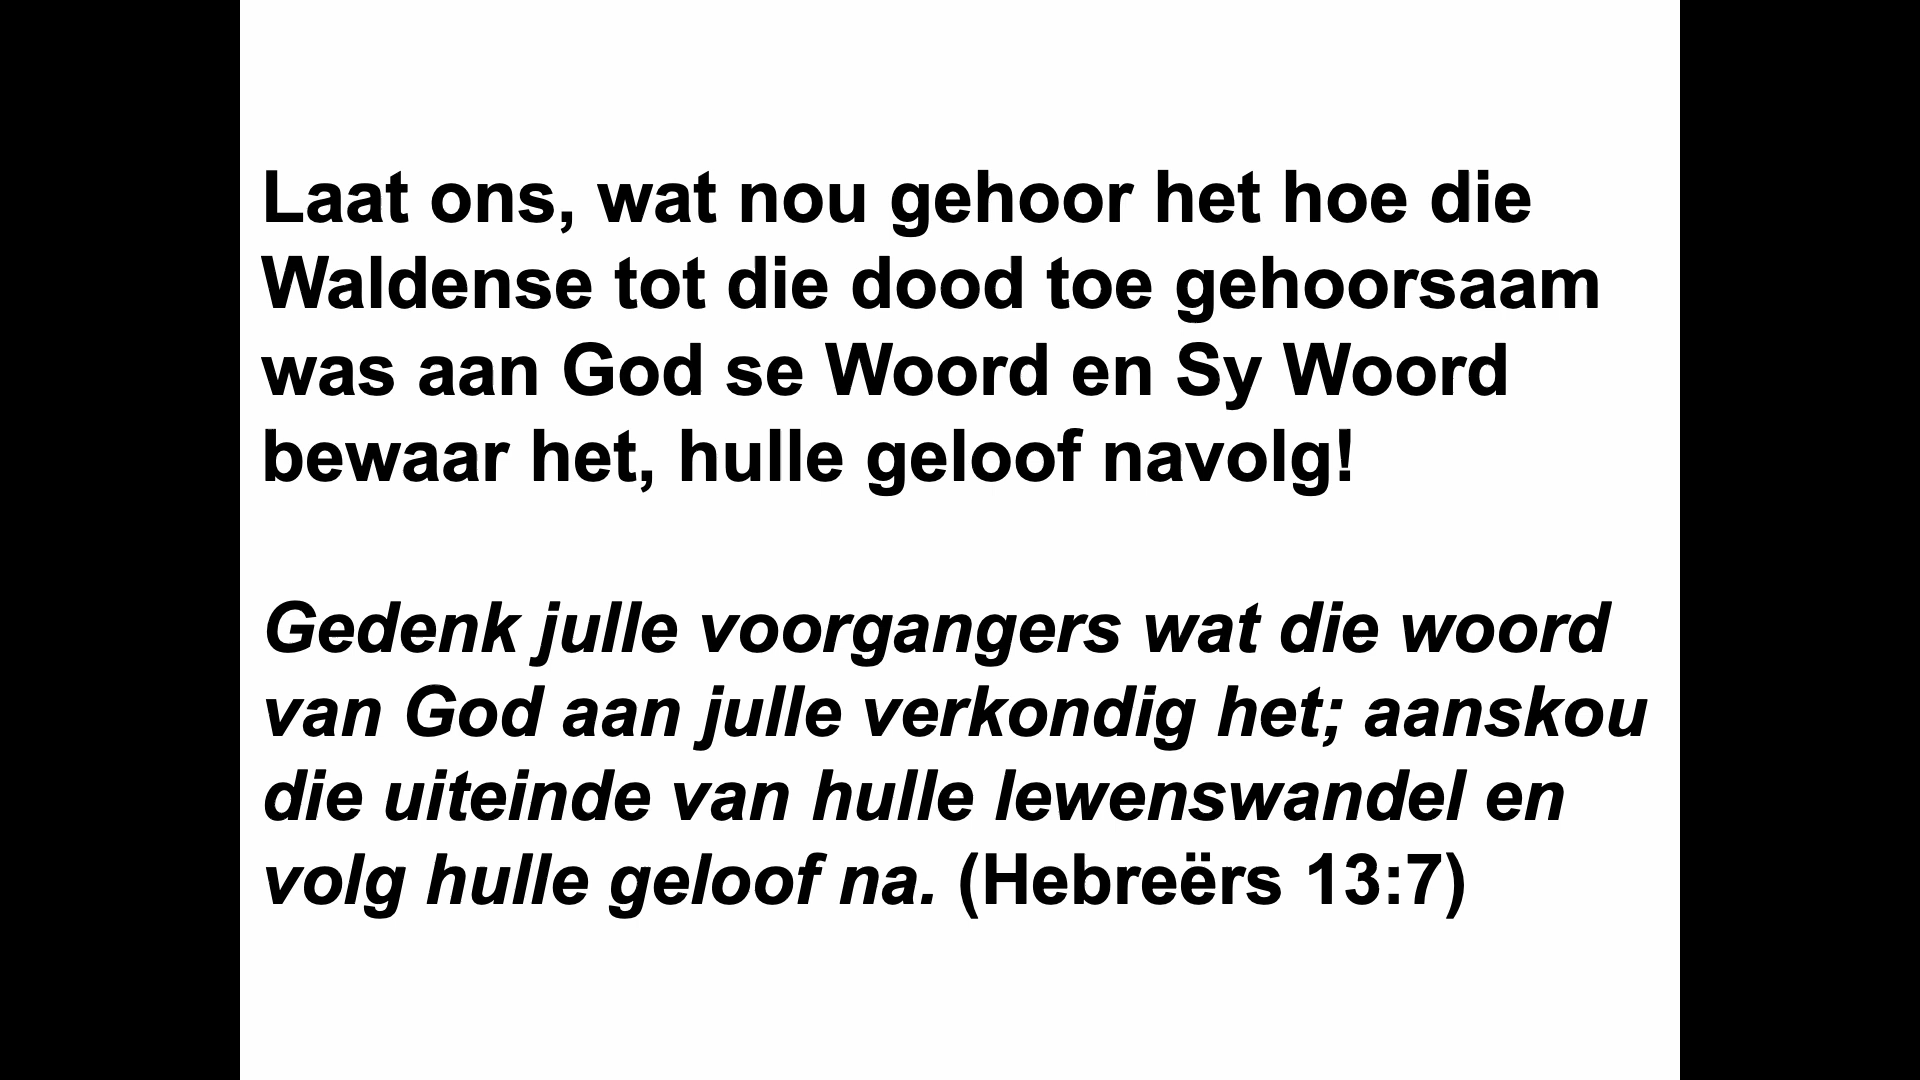 Laat ons, wat nou gehoor het hoe die
Waldense tot die dood toe gehoorsaam
was aan God se Woord en Sy Woord
bewaar het, hulle geloof navolg!
Gedenk julle voorgangers wat die woord
van God aan julle verkondig het; aanskou
die uiteinde van hulle lewenswandel en
volg hulle geloof na. (Hebreërs 13:7)